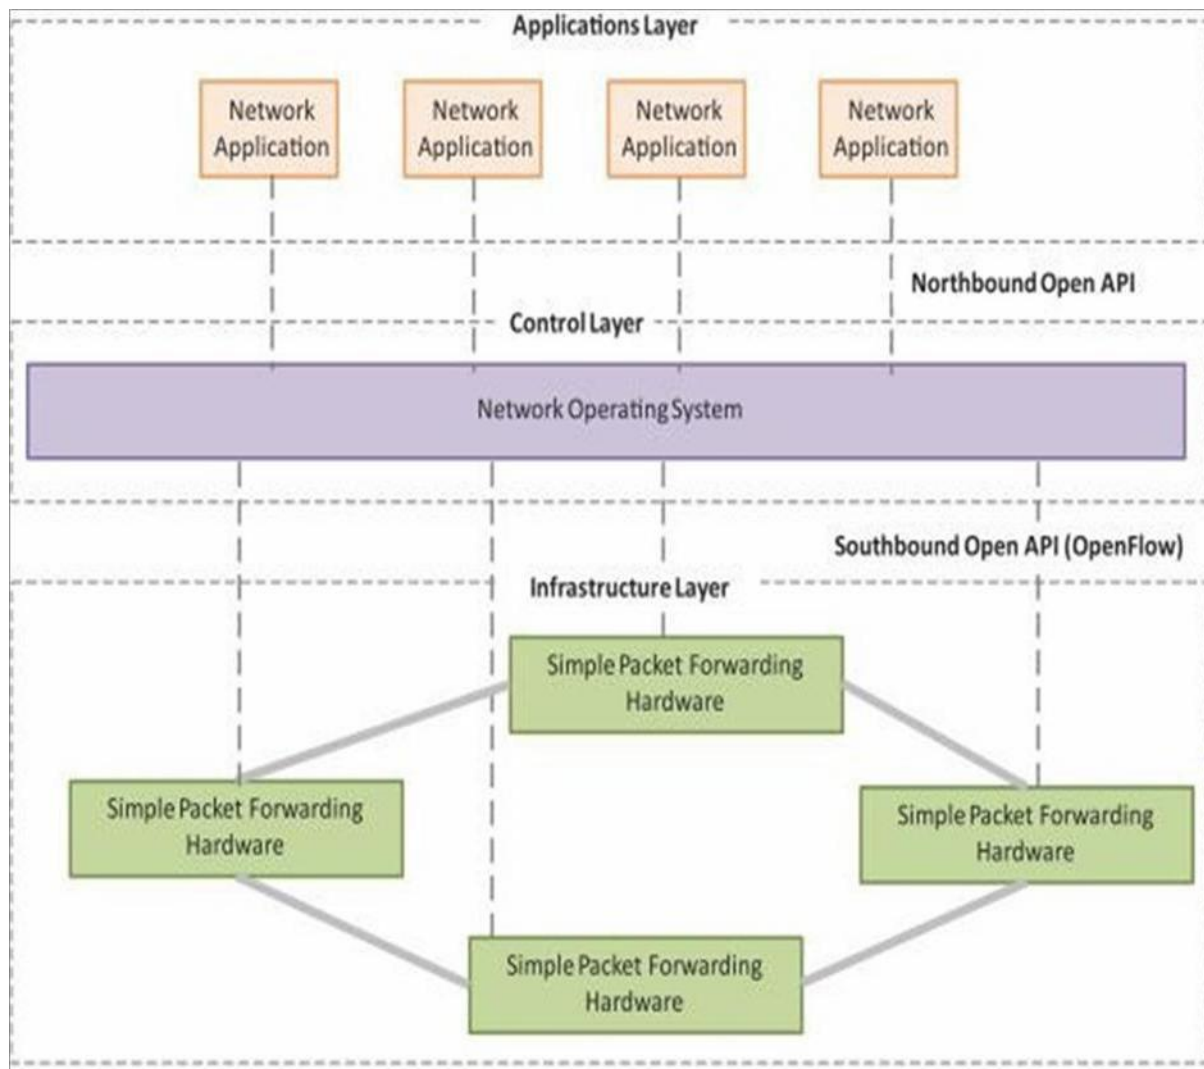 Applications Layer
Network
Application
Network
Application
Network
Application
Network
Application
Northbound Open API
Control Layer
Network Operating System
Southbound Open API (OpenFlow)
Infrastructure Layer
Simple Packet Forwarding
Hardware
Simple Packet Forwarding
Hardware
Simple Packet Forwarding
Hardware
Simple Packet Forwarding
Hardware